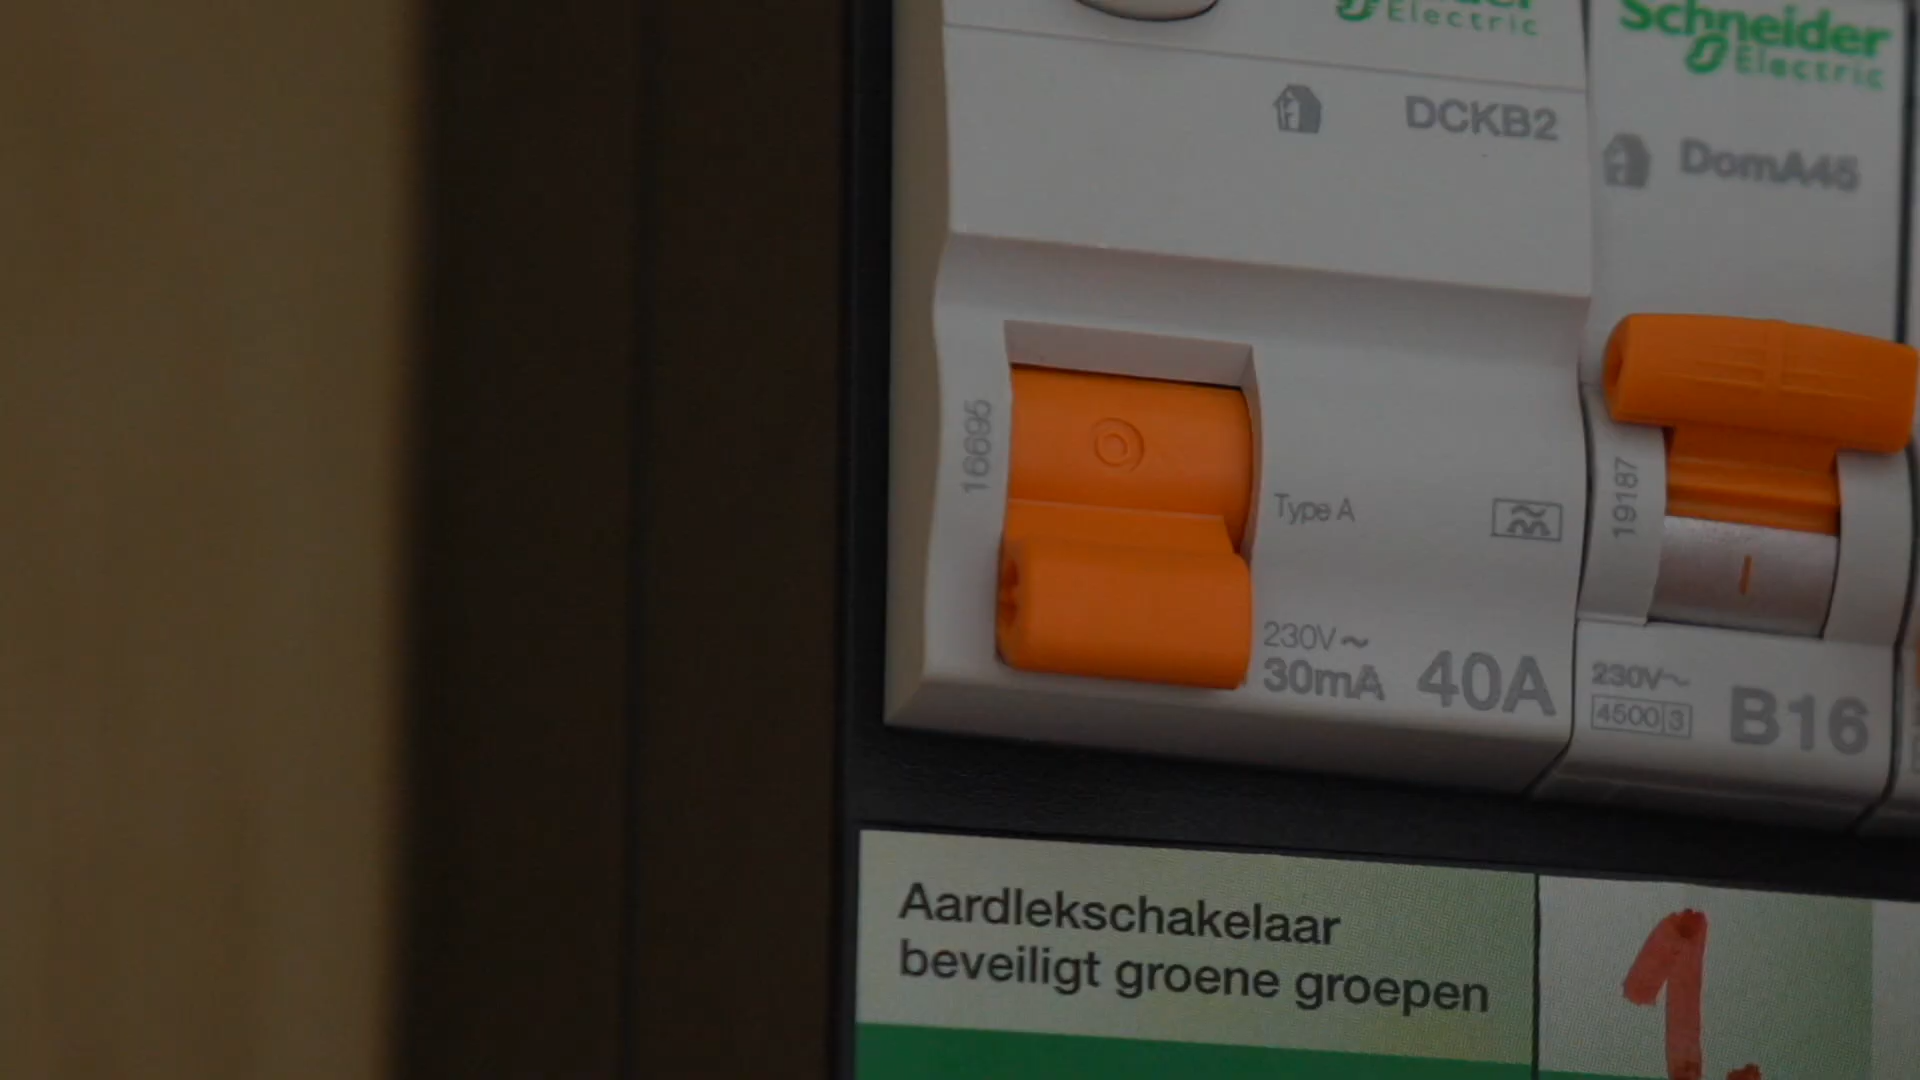 Electric
DCKB2
Schneider
Electric
DomA45
16695
Type A
230V~
30mA
40A
19187
I
230V~
4500 3
B16
Aardlekschakelaar
beveiligt groene groepen
1.